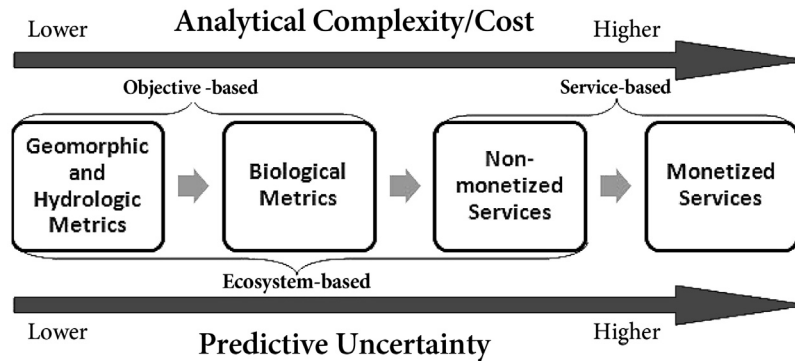 Analytical Complexity/Cost
Lower
Higher
Objective -based
Service-based
Geomorphic
and
Hydrologic
Metrics
Biological
Metrics
Non-
monetized
Services
Monetized
Services
Ecosystem-based
Lower
Higher
Predictive Uncertainty